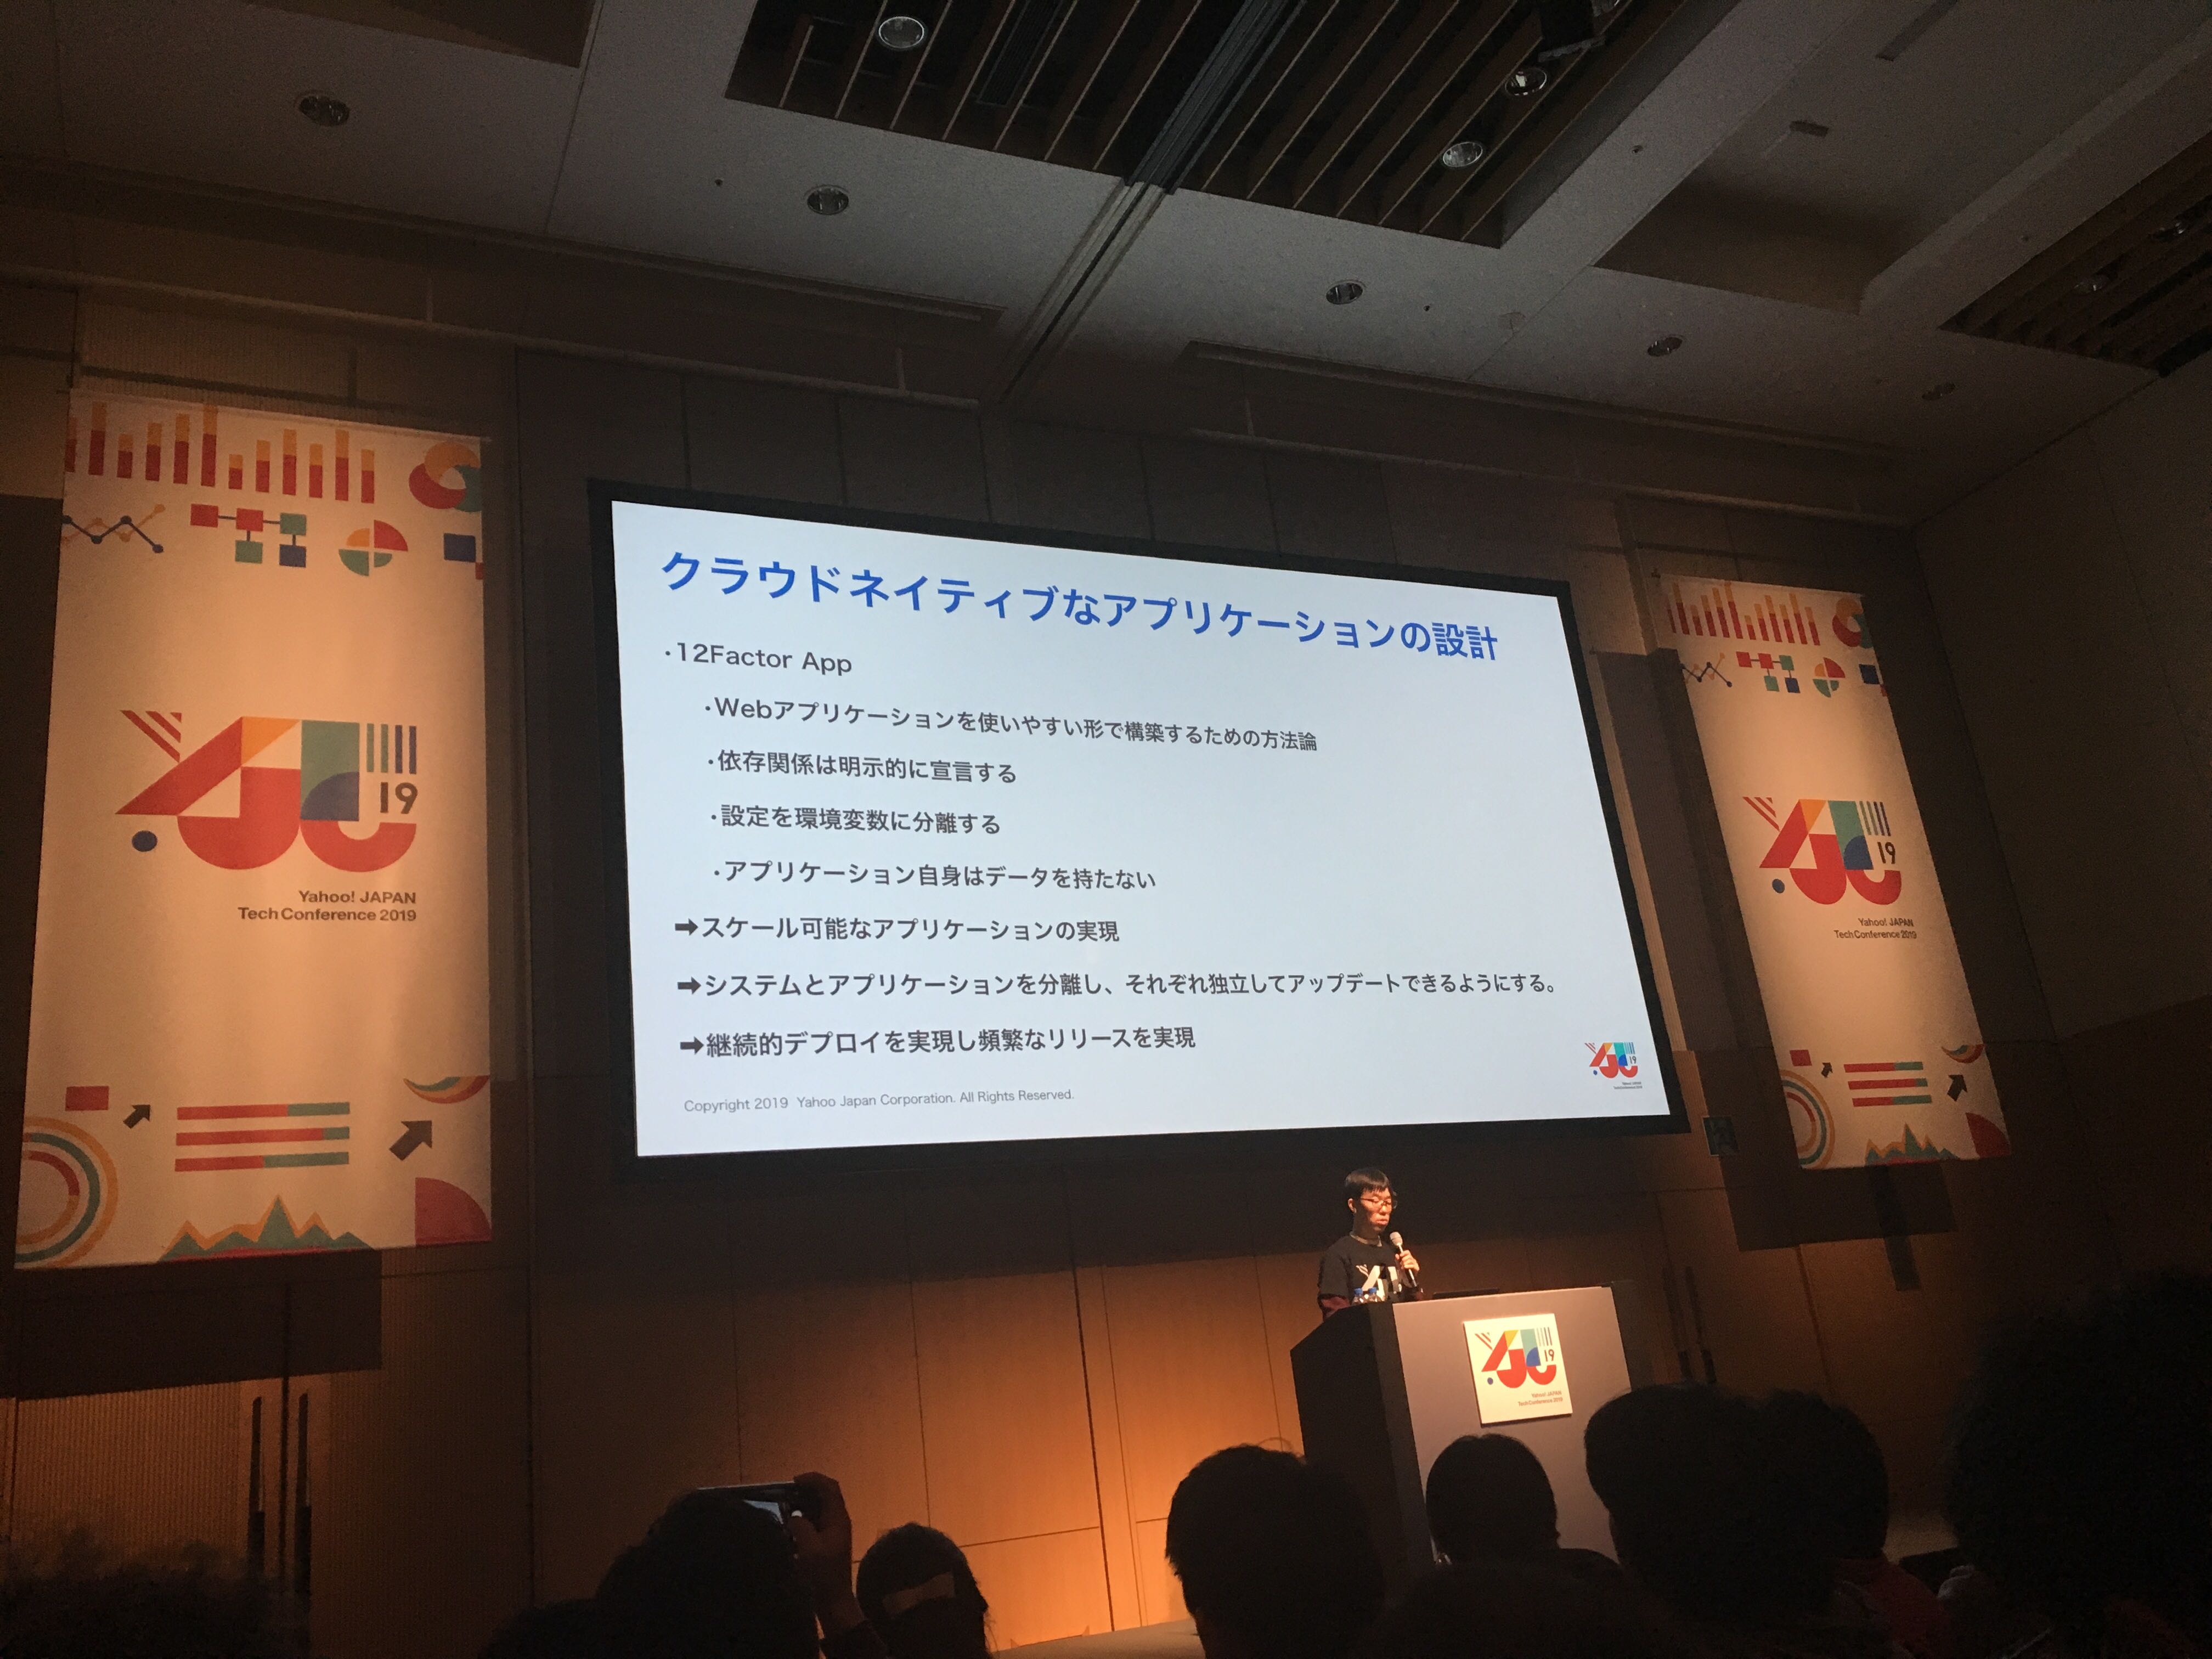 クラウドネイティブなアプリケーションの設計
・12Factor App
・Webアプリケーションを使いやすい形で構築するための方法論
・依存関係は明示的に宣言する
・設定を環境変数に分離する
・アプリケーション自身はデータを持たない
➡スケール可能なアプリケーションの実現
➡システムとアプリケーションを分離し、それぞれ独立してアップデートできるようにする。
➡継続的デプロイを実現し頻繁なリリースを実現
Copyright 2019 Yahoo Japan Corporation. All Rights Reserved.
19
19
Yahoo! JAPAN
Tech Conference 2019
19
Yahoo! JAPAN
Tech Conference 2019
19
Yahoo! JAPAN
Tech Conference 2019